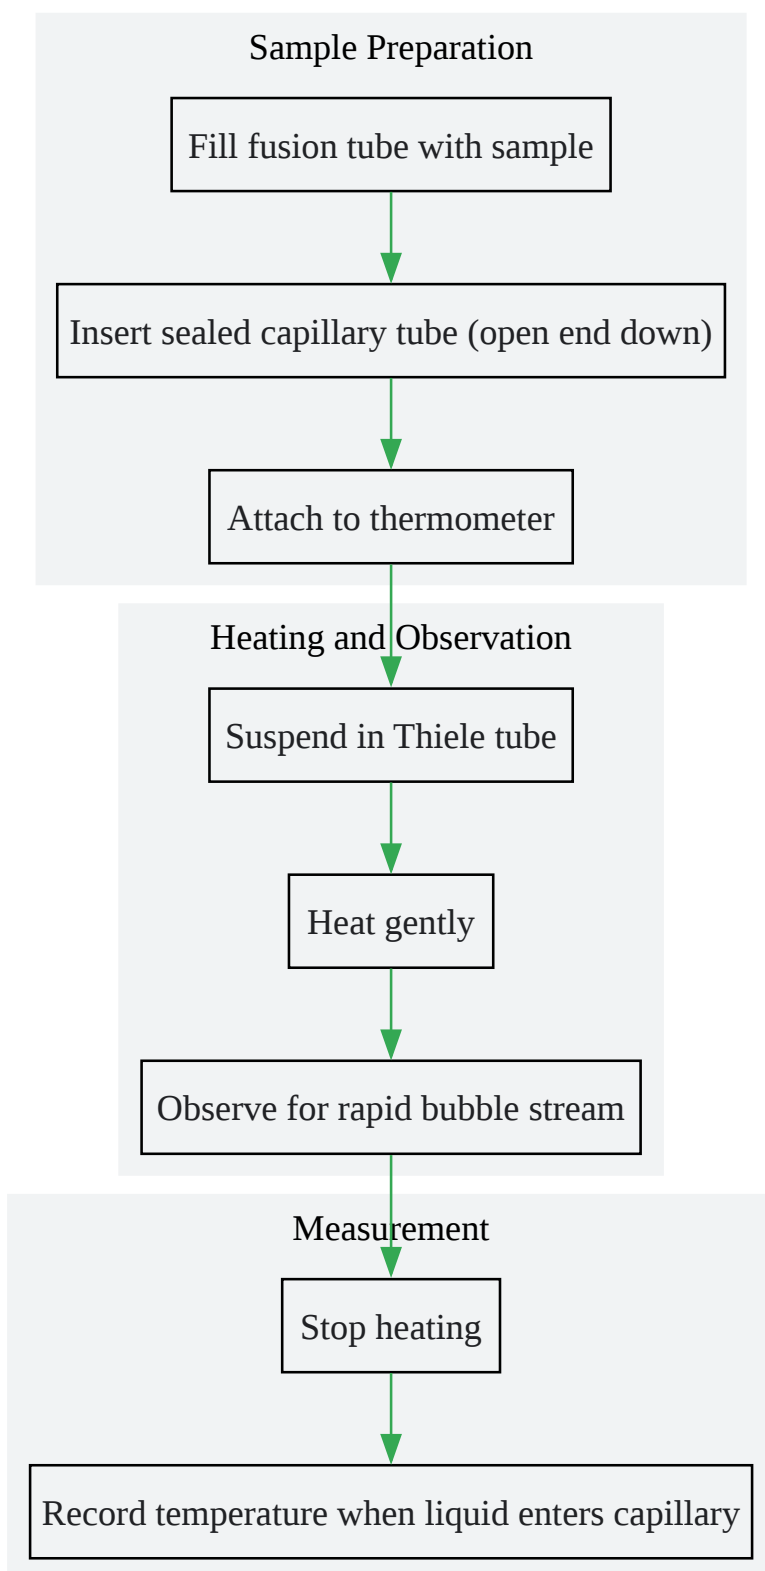 Sample Preparation
Fill fusion tube with sample
Insert sealed capillary tube (open end down)
Attach to thermometer
Heating and Observation
Suspend in Thiele tube
Heat gently
Observe for rapid bubble stream
Measurement
Stop heating
Record temperature when liquid enters capillary